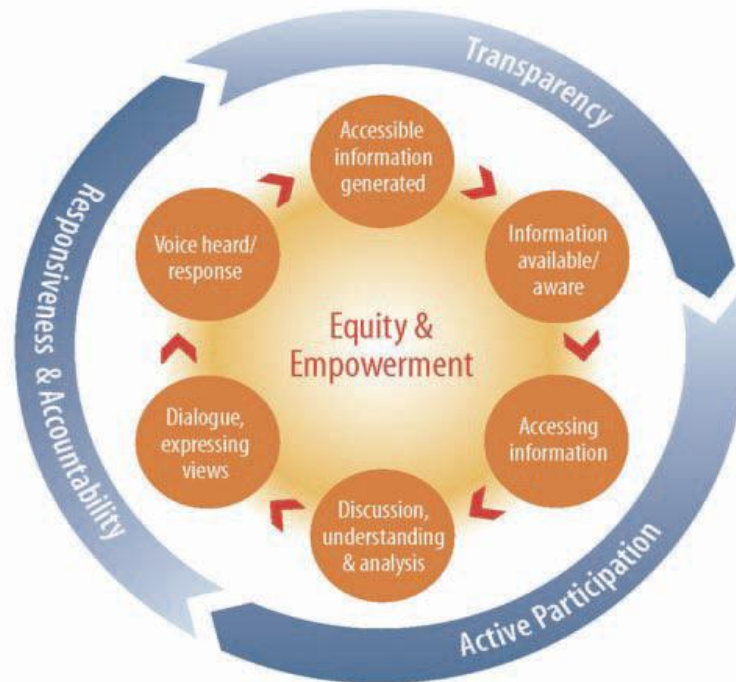 Transparency
Accessible
information
generated
Information
available/
aware
Accessing
information
Discussion,
understanding
& analysis
Dialogue,
expressing
views
Voice heard/
response
Equity &
Empowerment
Active Participation
Responsiveness & Accountability